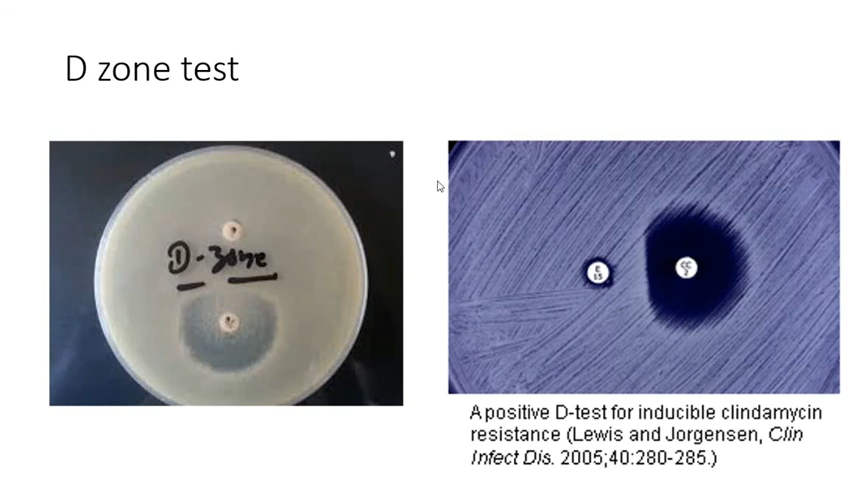 D zone test
D-Zone
E
15
CC
2
A positive D-test for inducible clindamycin
resistance (Lewis and Jorgensen, Clin
Infect Dis. 2005;40:280-285.)